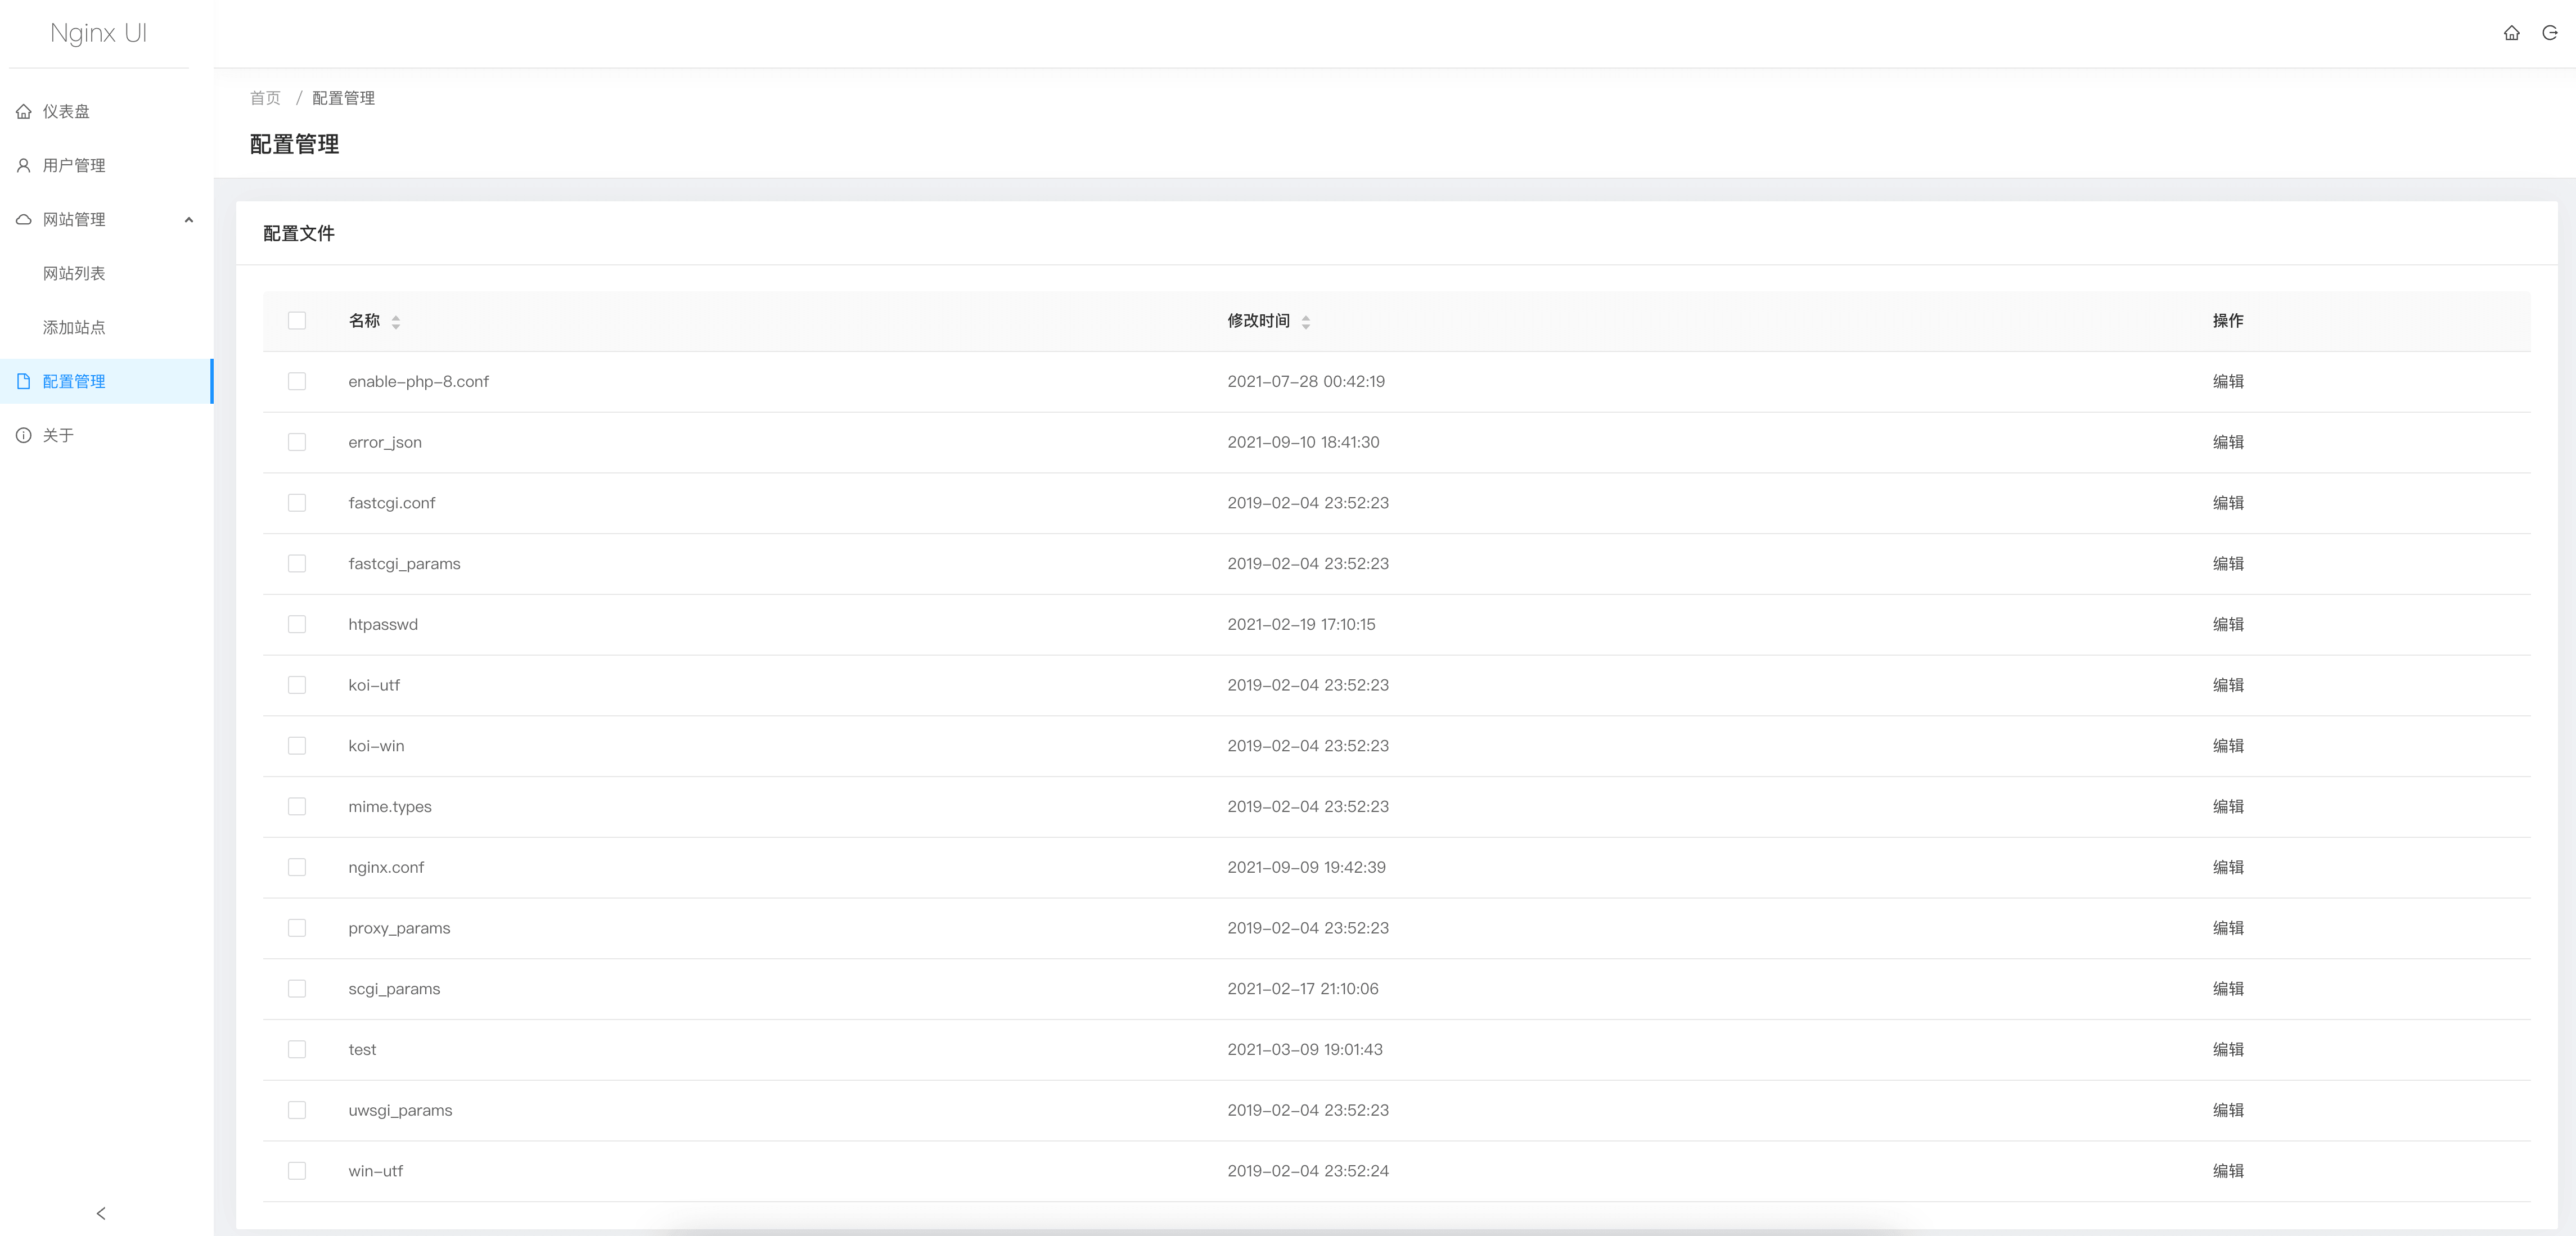 Nginx UI
仪表盘
用户管理
网站管理
网站列表
添加站点
配置管理
关于
首页 / 配置管理
配置管理
配置文件
名称 修改时间 操作
enable-php-8.conf 2021-07-28 00:42:19 编辑
error_json 2021-09-10 18:41:30 编辑
fastcgi.conf 2019-02-04 23:52:23 编辑
fastcgi_params 2019-02-04 23:52:23 编辑
htpasswd 2021-02-19 17:10:15 编辑
koi-utf 2019-02-04 23:52:23 编辑
koi-win 2019-02-04 23:52:23 编辑
mime.types 2019-02-04 23:52:23 编辑
nginx.conf 2021-09-09 19:42:39 编辑
proxy_params 2019-02-04 23:52:23 编辑
scgi_params 2021-02-17 21:10:06 编辑
test 2021-03-09 19:01:43 编辑
uwsgi_params 2019-02-04 23:52:23 编辑
win-utf 2019-02-04 23:52:24 编辑